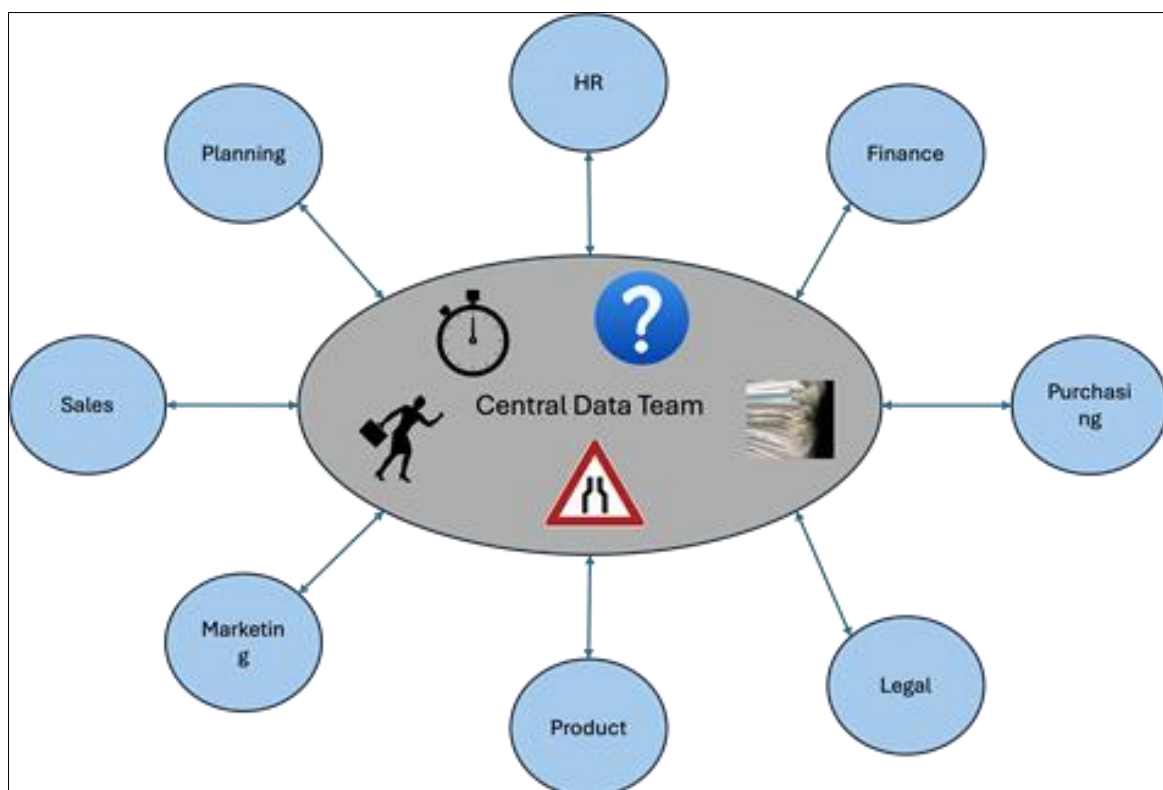 HR
Planning
Finance
?
Central Data Team
Sales
Purchasi
ng
Marketin
g
Legal
Product